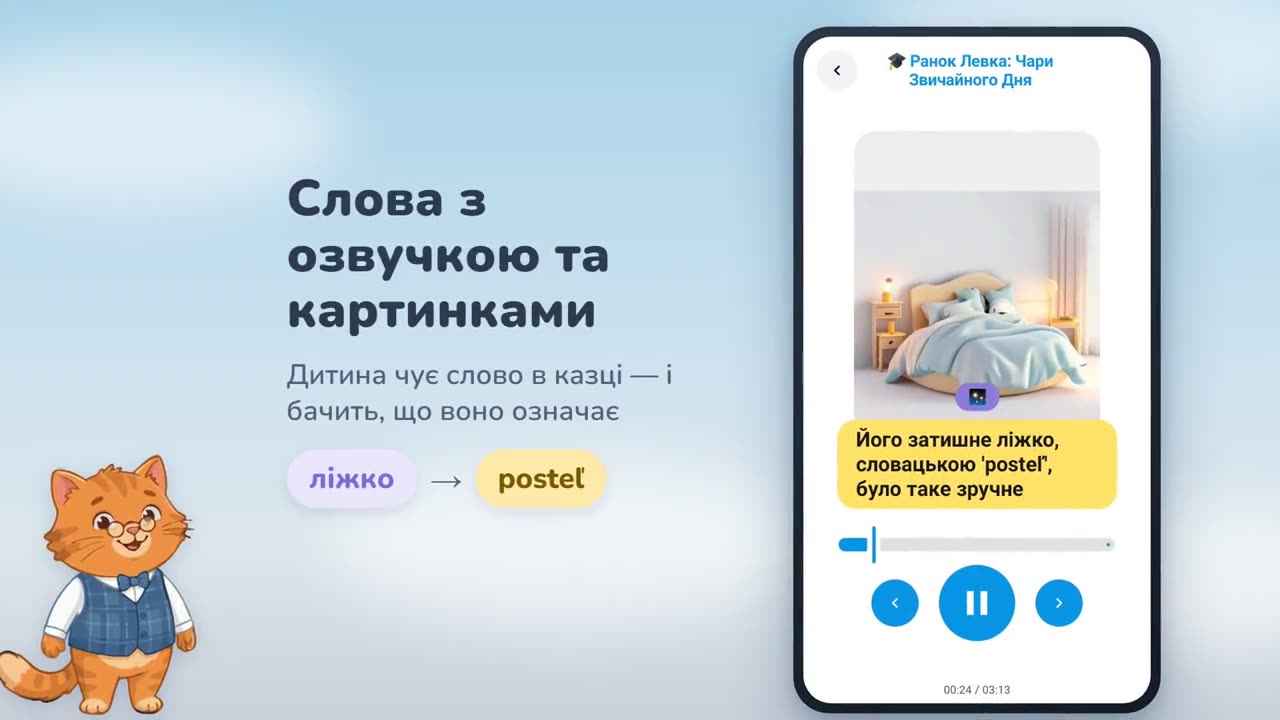 Слова з
озвучкою та
картинками
Дитина чує слово в казці — і
бачить, що воно означає
ліжко → posteľ
🎓 Ранок Левка: Чари
Звичайного Дня
Його затишне ліжко,
словацькою 'posteľ',
було таке зручне
00:24 / 03:13